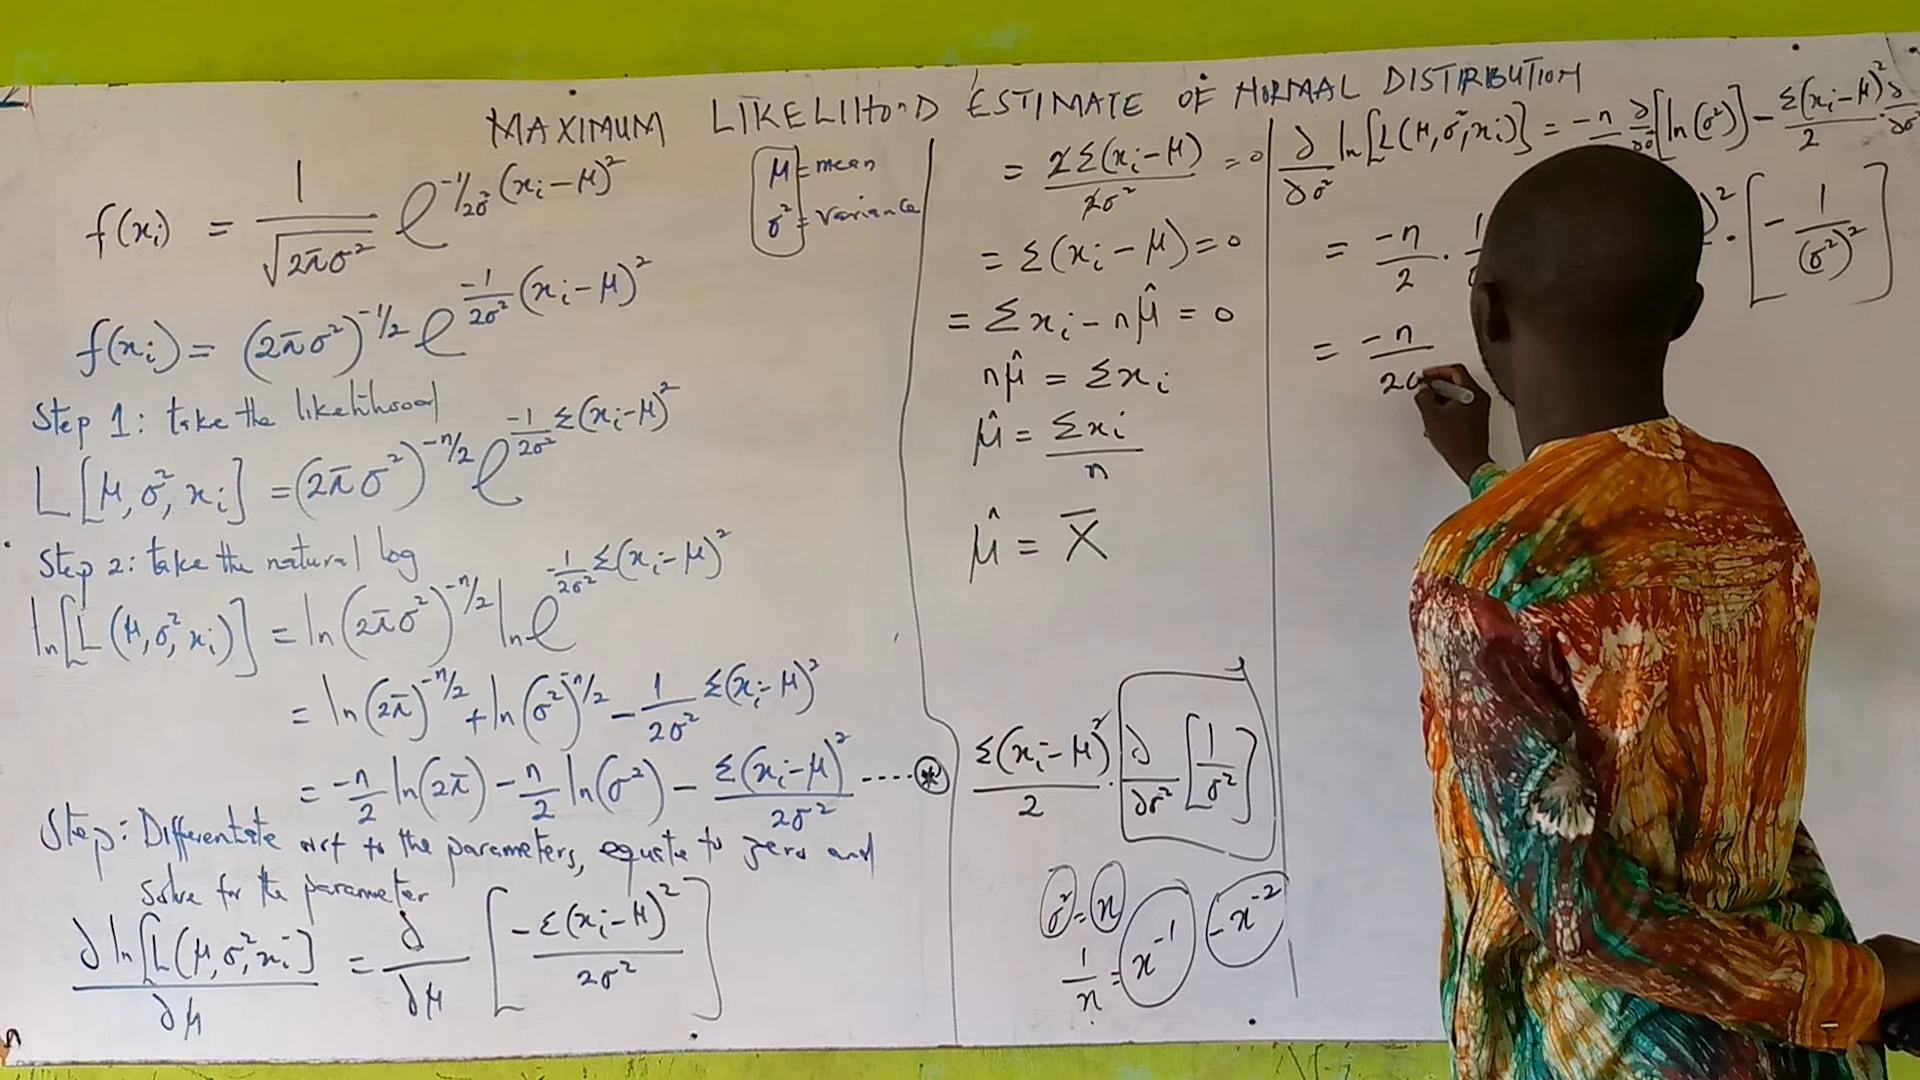 MAXIMUM LIKELIHOOD ESTIMATE OF NORMAL DISTRIBUTION
f(xᵢ) = 1/√(2πσ²) e^(-1/2σ² (xᵢ-μ)²)
μ = mean
σ² = variance
f(xᵢ) = (2πσ²)^(-1/2) e^(-1/2σ² (xᵢ-μ)²)
Step 1: take the likelihood
L[μ, σ², xᵢ] = (2πσ²)^(-n/2) e^(-1/2σ² Σ(xᵢ-μ)²)
Step 2: take the natural log
ln[L(μ, σ², xᵢ)] = ln(2πσ²)^(-n/2) ln e^(-1/2σ² Σ(xᵢ-μ)²)
= ln(2π)^(-n/2) + ln(σ²)^(-n/2) - 1/2σ² Σ(xᵢ-μ)²
= -n/2 ln(2π) - n/2 ln(σ²) - Σ(xᵢ-μ)²/2σ² ---- *
Step: Differentiate wrt to the parameters, equate to zero and
solve for the parameter
∂ ln[L(μ, σ², xᵢ]/∂μ = ∂/∂μ [-Σ(xᵢ-μ)²/2σ²]
= 2Σ(xᵢ-μ)/2σ² = 0
= Σ(xᵢ-μ) = 0
= Σxᵢ - nμ̂ = 0
nμ̂ = Σxᵢ
μ̂ = Σxᵢ/n
μ̂ = X̄
Σ(xᵢ-μ)²/2 · ∂/∂σ² [1/σ²]
σ² = x
1/x = x⁻¹ -x⁻²
∂/∂σ² ln[L(μ, σ², xᵢ)] = -n ∂/∂σ² [ln(σ²)] - Σ(xᵢ-μ)²/2 · ∂/∂σ²
= -n/2 · 1 )² · [-1/(σ²)²]
= -n/2σ